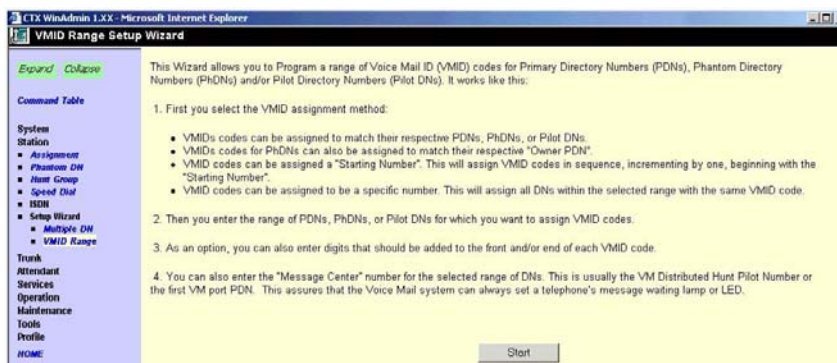 CTX WinAdmin 1.XX - Microsoft Internet Explorer
VMID Range Setup Wizard
Expand Collapse
Command Table
System
Station
Assignment
Phantom DN
Hunt Group
Speed Dial
ISDN
Setup Wizard
Multiple DN
VMID Range
Trunk
Attendant
Services
Operation
Maintenance
Tools
Profile
HOME
This Wizard allows you to Program a range of Voice Mail ID (VMID) codes for Primary Directory Numbers (PDNs), Phantom Directory
Numbers (PhDNs) and/or Pilot Directory Numbers (Pilot DNs). It works like this:
1. First you select the VMID assignment method:
VMIDs codes can be assigned to match their respective PDNs, PhDNs, or Pilot DNs.
VMIDs codes for PhDNs can also be assigned to match their respective "Owner PDN".
VMID codes can be assigned a "Starting Number". This will assign VMID codes in sequence, incrementing by one, beginning with the
"Starting Number".
VMID codes can be assigned to be a specific number. This will assign all DNs within the selected range with the same VMID code.
2. Then you enter the range of PDNs, PhDNs, or Pilot DNs for which you want to assign VMID codes.
3. As an option, you can also enter digits that should be added to the front and/or end of each VMID code.
4. You can also enter the "Message Center" number for the selected range of DNs. This is usually the VM Distributed Hunt Pilot Number or
the first VM port PDN. This assures that the Voice Mail system can always set a telephone's message waiting lamp or LED.
Start